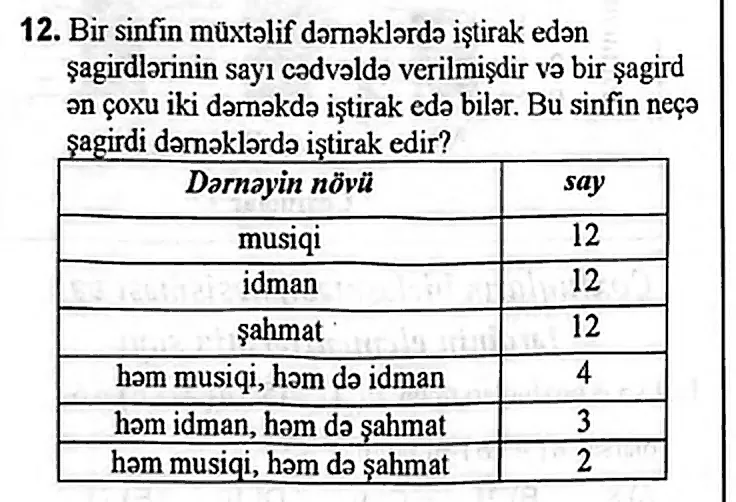 12. Bir sinfin müxtəlif dərnəklərdə iştirak edən
şagirdlərinin sayı cədvəldə verilmişdir və bir şagird
ən çoxu iki dərnəkdə iştirak edə bilər. Bu sinfin neçə
şagirdi dərnəklərdə iştirak edir?
Dərnəyin növü say
musiqi 12
idman 12
şahmat 12
həm musiqi, həm də idman 4
həm idman, həm də şahmat 3
həm musiqi, həm də şahmat 2